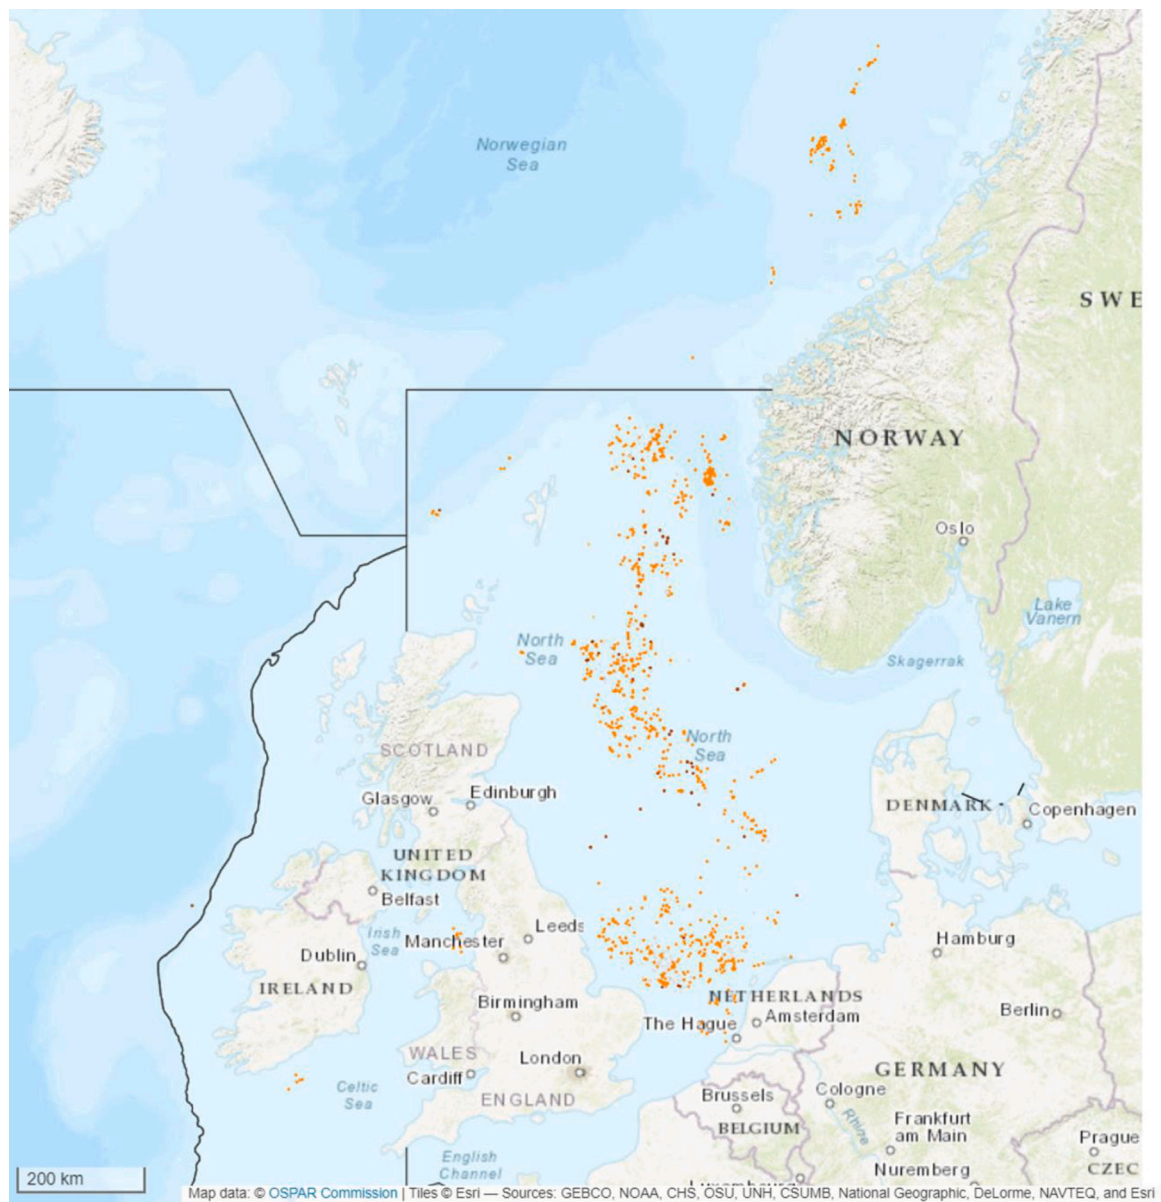 Norwegian
Sea
SWE
NORWAY
Oslo
Lake
Vanern
North
Sea
Skagerrak
North
Sea
SCOTLAND
Glasgow
Edinburgh
DENMARK
Copenhagen
UNITED
KINGDOM
Belfast
Irish
Sea
Leeds
Manchester
Dublin
Hamburg
IRELAND
NETHERLANDS
Birmingham
Amsterdam
The Hague
Berlin
WALES
London
Cardiff
GERMANY
Celtic
Sea
ENGLAND
Brussels
Cologne
BELGIUM
Rhine
Frankfurt
am Main
Prague
English
Channel
Nuremberg
CZEC
Luxembourg
200 km
Map data: © OSPAR Commission | Tiles © Esri — Sources: GEBCO, NOAA, CHS, OSU, UNH, CSUMB, National Geographic, DeLorme, NAVTEQ, and Esri